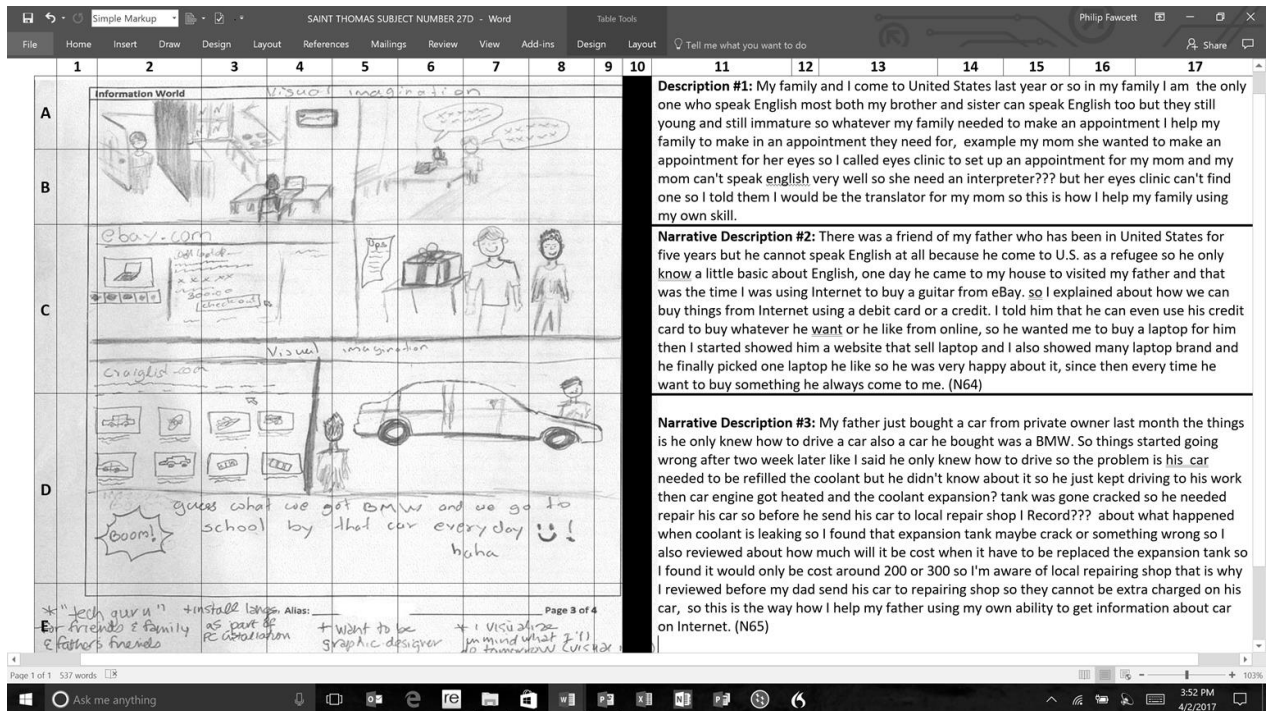 Simple Markup
SAINT THOMAS SUBJECT NUMBER 27D - Word
Table Tools
Philip Fawcett
File Home Insert Draw Design Layout References Mailings Review View Add-ins Design Layout Tell me what you want to do Share
1 2 3 4 5 6 7 8 9 10 11 12 13 14 15 16 17
A
B
C
D
E
Information World
Visual imagination
ebay.com
300.00
checkout
Ups
Visual imagination
craiglist.com
guess what we got BMW and we go to
school by that car everyday
haha
Boom!
* "tech guru"
for friends & family
& father's friends
+install langs.
as part of
PC installation
Alias:
Page 3 of 4
+ want to be
graphic designer
+ I visualize
in mind what I'll
do tomorrow (visual
Description #1: My family and I come to United States last year or so in my family I am the only
one who speak English most both my brother and sister can speak English too but they still
young and still immature so whatever my family needed to make an appointment I help my
family to make in an appointment they need for, example my mom she wanted to make an
appointment for her eyes so I called eyes clinic to set up an appointment for my mom and my
mom can't speak english very well so she need an interpreter??? but her eyes clinic can't find
one so I told them I would be the translator for my mom so this is how I help my family using
my own skill.
Narrative Description #2: There was a friend of my father who has been in United States for
five years but he cannot speak English at all because he come to U.S. as a refugee so he only
know a little basic about English, one day he came to my house to visited my father and that
was the time I was using Internet to buy a guitar from eBay. so I explained about how we can
buy things from Internet using a debit card or a credit. I told him that he can even use his credit
card to buy whatever he want or he like from online, so he wanted me to buy a laptop for him
then I started showed him a website that sell laptop and I also showed many laptop brand and
he finally picked one laptop he like so he was very happy about it, since then every time he
want to buy something he always come to me. (N64)
Narrative Description #3: My father just bought a car from private owner last month the things
is he only knew how to drive a car also a car he bought was a BMW. So things started going
wrong after two week later like I said he only knew how to drive so the problem is his car
needed to be refilled the coolant but he didn't know about it so he just kept driving to his work
then car engine got heated and the coolant expansion? tank was gone cracked so he needed
repair his car so before he send his car to local repair shop I Record??? about what happened
when coolant is leaking so I found that expansion tank maybe crack or something wrong so I
also reviewed about how much will it be cost when it have to be replaced the expansion tank so
I found it would only be cost around 200 or 300 so I'm aware of local repairing shop that is why
I reviewed before my dad send his car to repairing shop so they cannot be extra charged on his
car, so this is the way how I help my father using my own ability to get information about car
on Internet. (N65)
Page 1 of 1 537 words
103%
Ask me anything
3:52 PM
4/2/2017